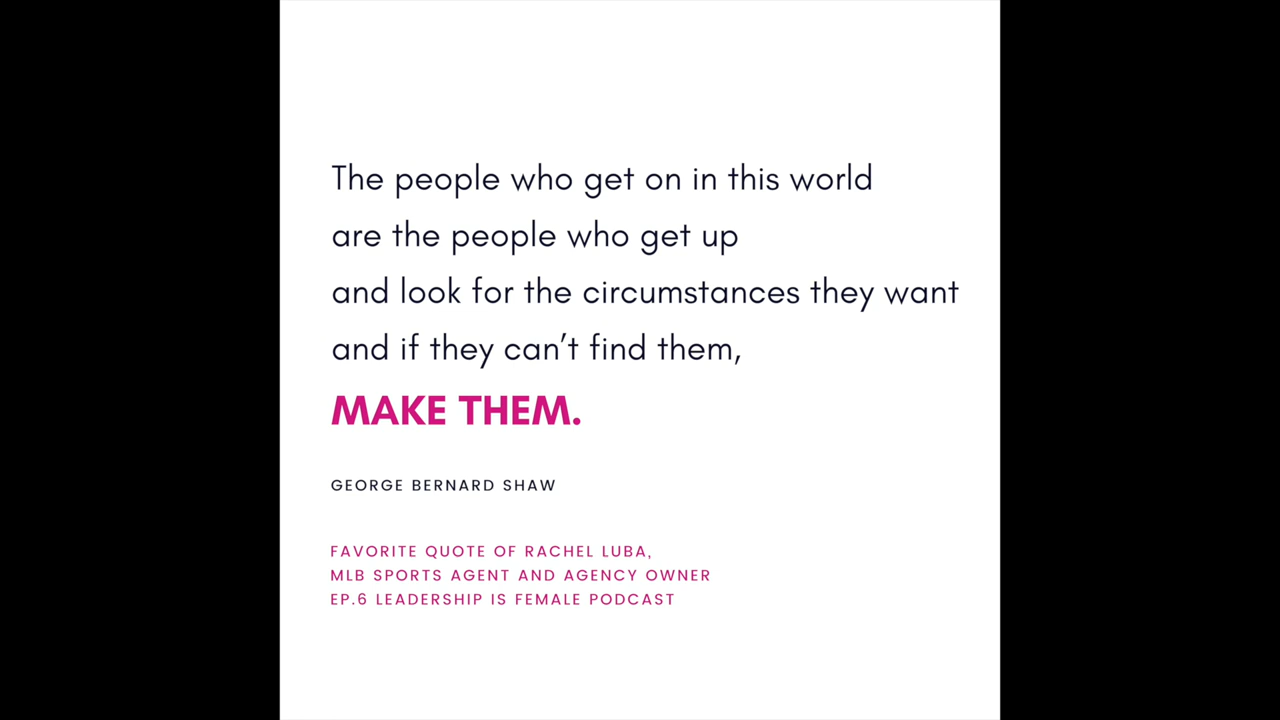 The people who get on in this world
are the people who get up
and look for the circumstances they want
and if they can’t find them,
MAKE THEM.
GEORGE BERNARD SHAW
FAVORITE QUOTE OF RACHEL LUBA,
MLB SPORTS AGENT AND AGENCY OWNER
EP.6 LEADERSHIP IS FEMALE PODCAST